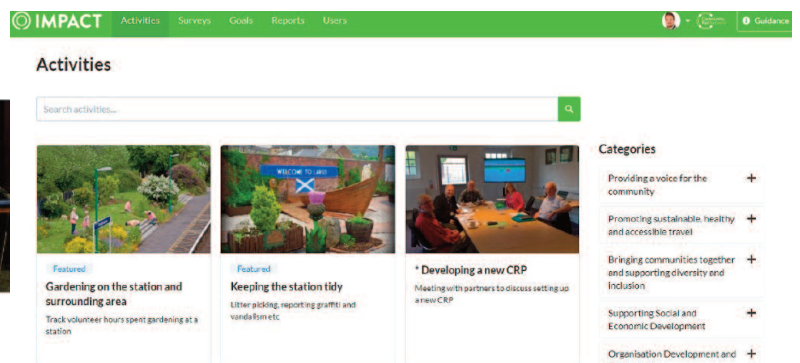 IMPACT Activities Surveys Goals Reports Users Guidance
Activities
Search activities...
WELCOME TO LARGS
Featured
Gardening on the station and
surrounding area
Track volunteer hours spent gardening at a
station
Featured
Keeping the station tidy
Litter picking, reporting graffiti and
vandalism etc
* Developing a new CRP
Meeting with partners to discuss setting up
a new CRP
Categories
Providing a voice for the
community
Promoting sustainable, healthy
and accessible travel
Bringing communities together
and supporting diversity and
inclusion
Supporting Social and
Economic Development
Organisation Development and